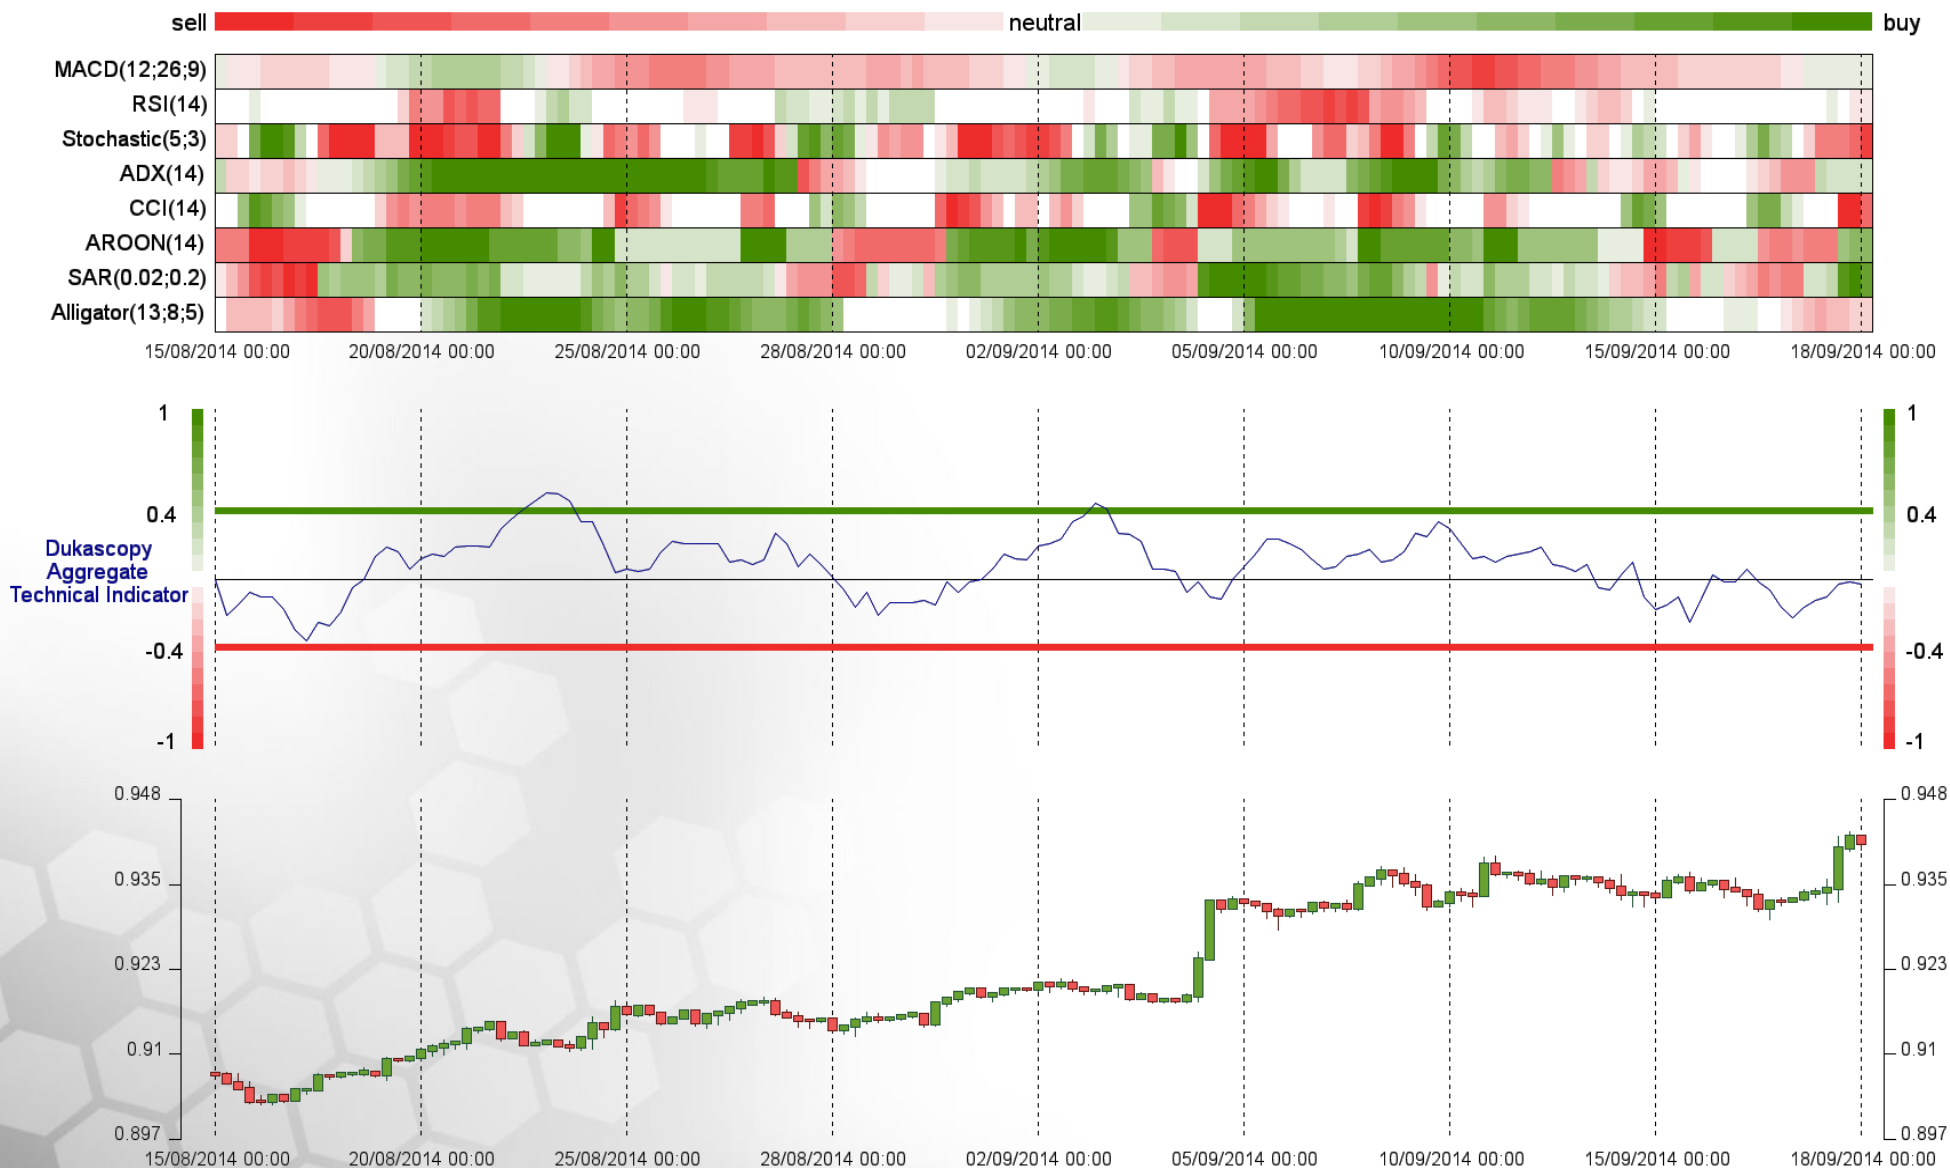 sell neutral buy
MACD(12;26;9)
RSI(14)
Stochastic(5;3)
ADX(14)
CCI(14)
AROON(14)
SAR(0.02;0.2)
Alligator(13;8;5)
15/08/2014 00:00 20/08/2014 00:00 25/08/2014 00:00 28/08/2014 00:00 02/09/2014 00:00 05/09/2014 00:00 10/09/2014 00:00 15/09/2014 00:00 18/09/2014 00:00
1 1
0.4 0.4
Dukascopy
Aggregate
Technical Indicator
-0.4 -0.4
-1 -1
0.948 0.948
0.935 0.935
0.923 0.923
0.91 0.91
0.897 0.897
15/08/2014 00:00 20/08/2014 00:00 25/08/2014 00:00 28/08/2014 00:00 02/09/2014 00:00 05/09/2014 00:00 10/09/2014 00:00 15/09/2014 00:00 18/09/2014 00:00